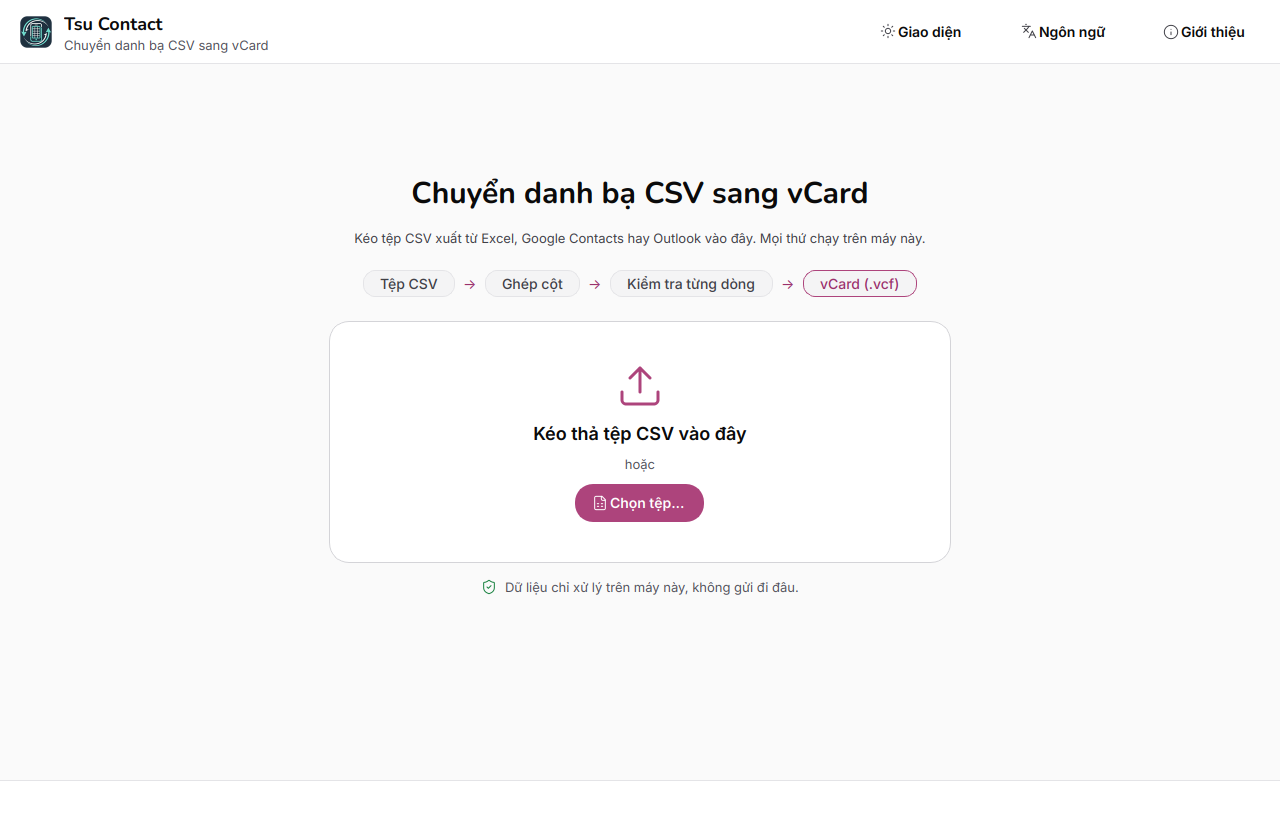 Tsu Contact
Chuyển danh bạ CSV sang vCard
Giao diện
Ngôn ngữ
Giới thiệu
Chuyển danh bạ CSV sang vCard
Kéo tệp CSV xuất từ Excel, Google Contacts hay Outlook vào đây. Mọi thứ chạy trên máy này.
Tệp CSV → Ghép cột → Kiểm tra từng dòng → vCard (.vcf)
Kéo thả tệp CSV vào đây
hoặc
Chọn tệp...
Dữ liệu chỉ xử lý trên máy này, không gửi đi đâu.